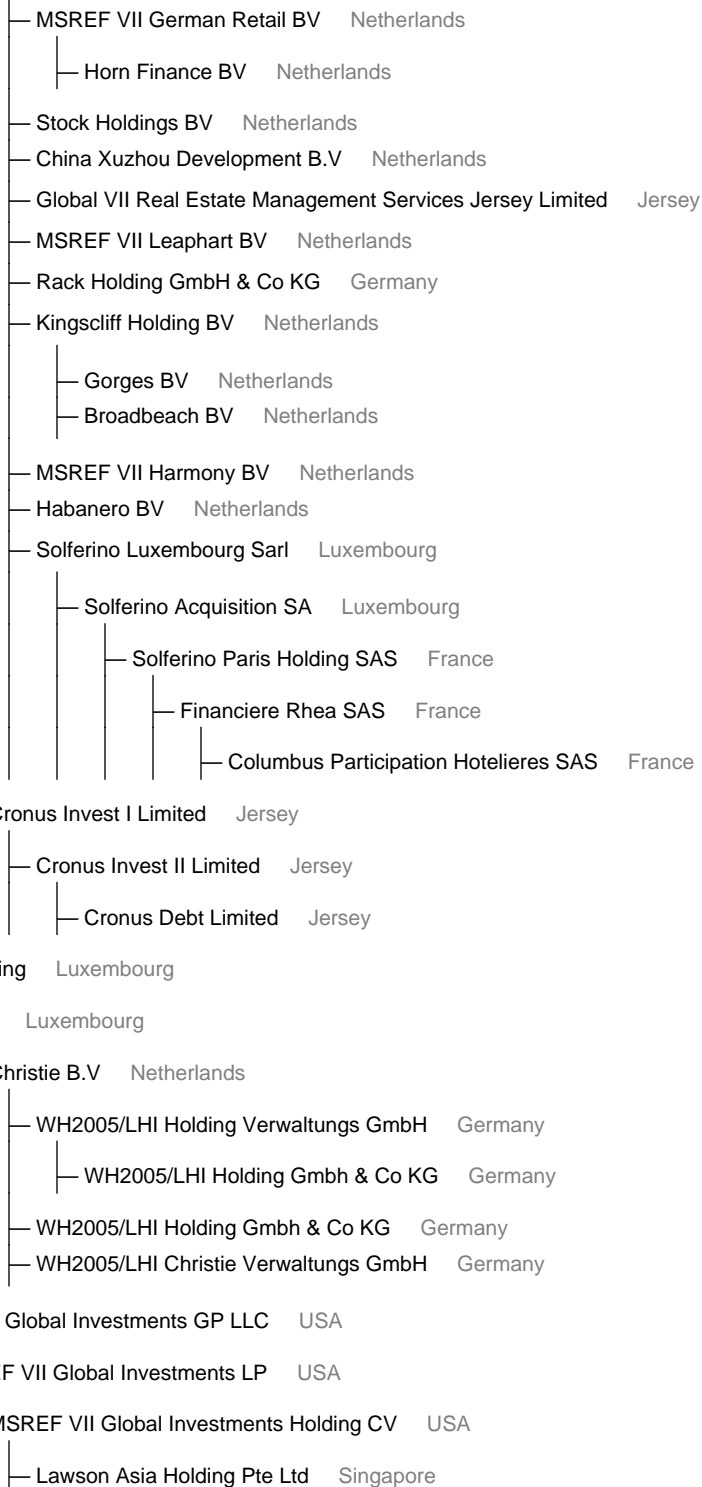 MSREF VII German Retail BV Netherlands
Horn Finance BV Netherlands
Stock Holdings BV Netherlands
China Xuzhou Development B.V Netherlands
Global VII Real Estate Management Services Jersey Limited Jersey
MSREF VII Leaphart BV Netherlands
Rack Holding GmbH & Co KG Germany
Kingscliff Holding BV Netherlands
Gorges BV Netherlands
Broadbeach BV Netherlands
MSREF VII Harmony BV Netherlands
Habanero BV Netherlands
Solferino Luxembourg Sarl Luxembourg
Solferino Acquisition SA Luxembourg
Solferino Paris Holding SAS France
Financiere Rhea SAS France
Columbus Participation Hotelieres SAS France
Cronus Invest I Limited Jersey
Cronus Invest II Limited Jersey
Cronus Debt Limited Jersey
ing Luxembourg
Luxembourg
Christie B.V Netherlands
WH2005/LHI Holding Verwaltungs GmbH Germany
WH2005/LHI Holding Gmbh & Co KG Germany
WH2005/LHI Holding Gmbh & Co KG Germany
WH2005/LHI Christie Verwaltungs GmbH Germany
Global Investments GP LLC USA
F VII Global Investments LP USA
MSREF VII Global Investments Holding CV USA
Lawson Asia Holding Pte Ltd Singapore